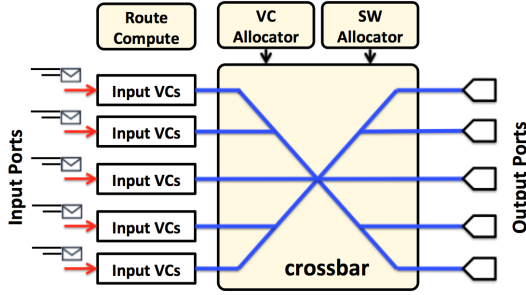 Route
Compute
VC
Allocator
SW
Allocator
Input Ports
Input VCs
Input VCs
Input VCs
Input VCs
Input VCs
crossbar
Output Ports